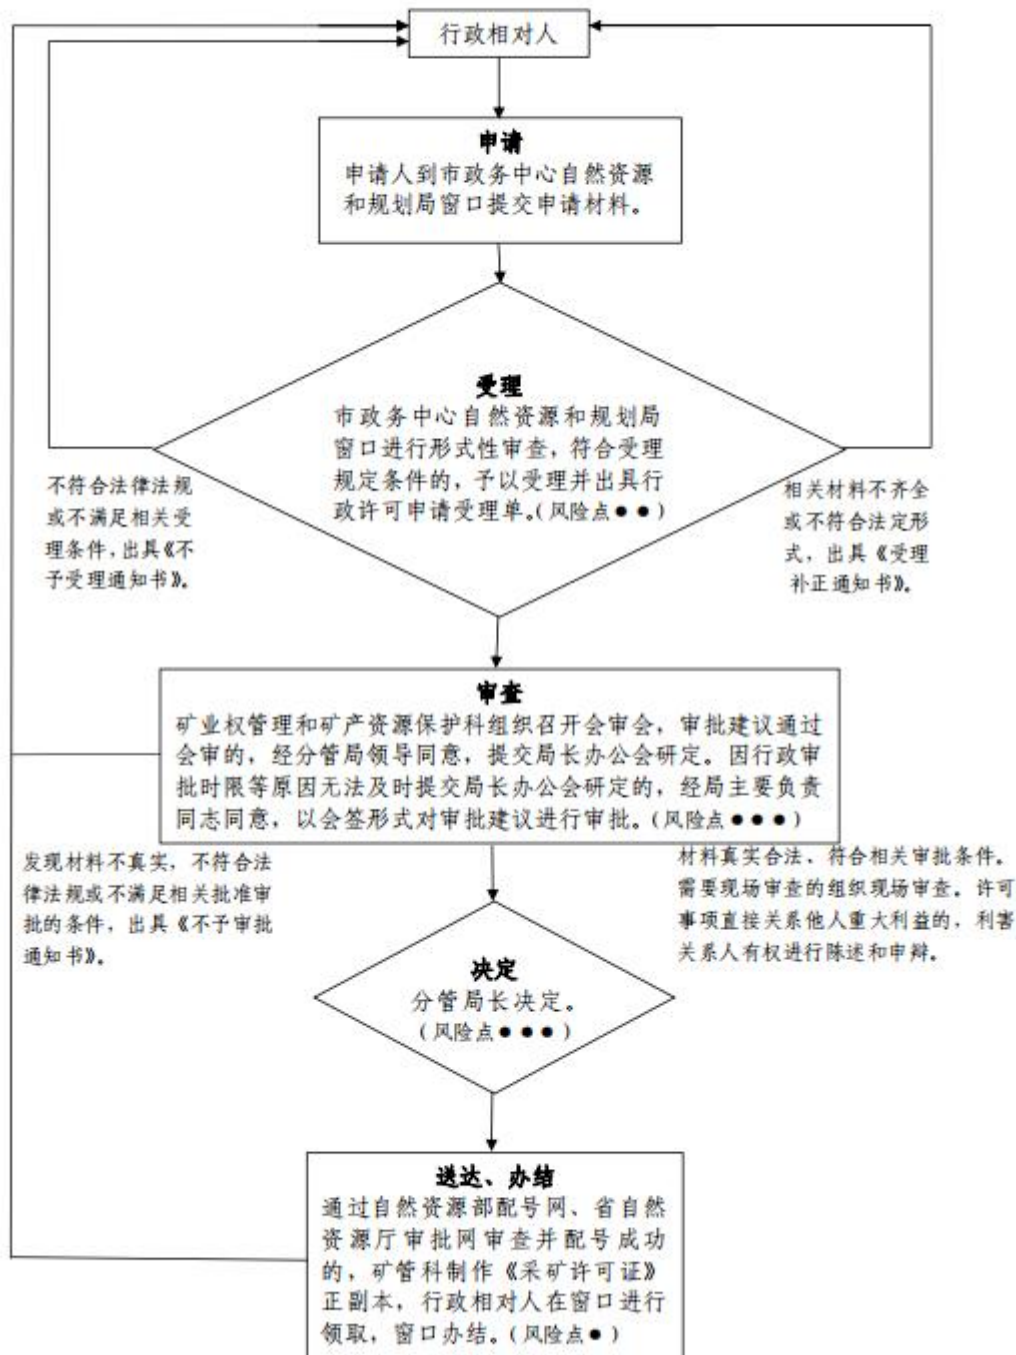 行政相对人
申请
申请人到市政务中心自然资源
和规划局窗口提交申请材料。
受理
市政务中心自然资源和规划局
窗口进行形式性审查，符合受理
规定条件的，予以受理并出具行
政许可申请受理单。（风险点●●）
不符合法律法规
或不满足相关受
理条件，出具《不
予受理通知书》。
相关材料不齐全
或不符合法定形
式，出具《受理
补正通知书》。
审查
矿业权管理和矿产资源保护科组织召开会审会，审批建议通过
会审的，经分管局领导同意，提交局长办公会研定。因行政审
批时限等原因无法及时提交局长办公会研定的，经局主要负责
同志同意，以会签形式对审批建议进行审批。（风险点●●●）
发现材料不真实，不符合法
律法规或不满足相关批准审
批的条件，出具《不予审批
通知书》。
材料真实合法、符合相关审批条件。
需要现场审查的组织现场审查。许可
事项直接关系他人重大利益的，利害
关系人有权进行陈述和申辩。
决定
分管局长决定。
（风险点●●●）
送达、办结
通过自然资源部配号网、省自然
资源厅审批网审查并配号成功
的，矿管科制作《采矿许可证》
正副本，行政相对人在窗口进行
领取，窗口办结。（风险点●）